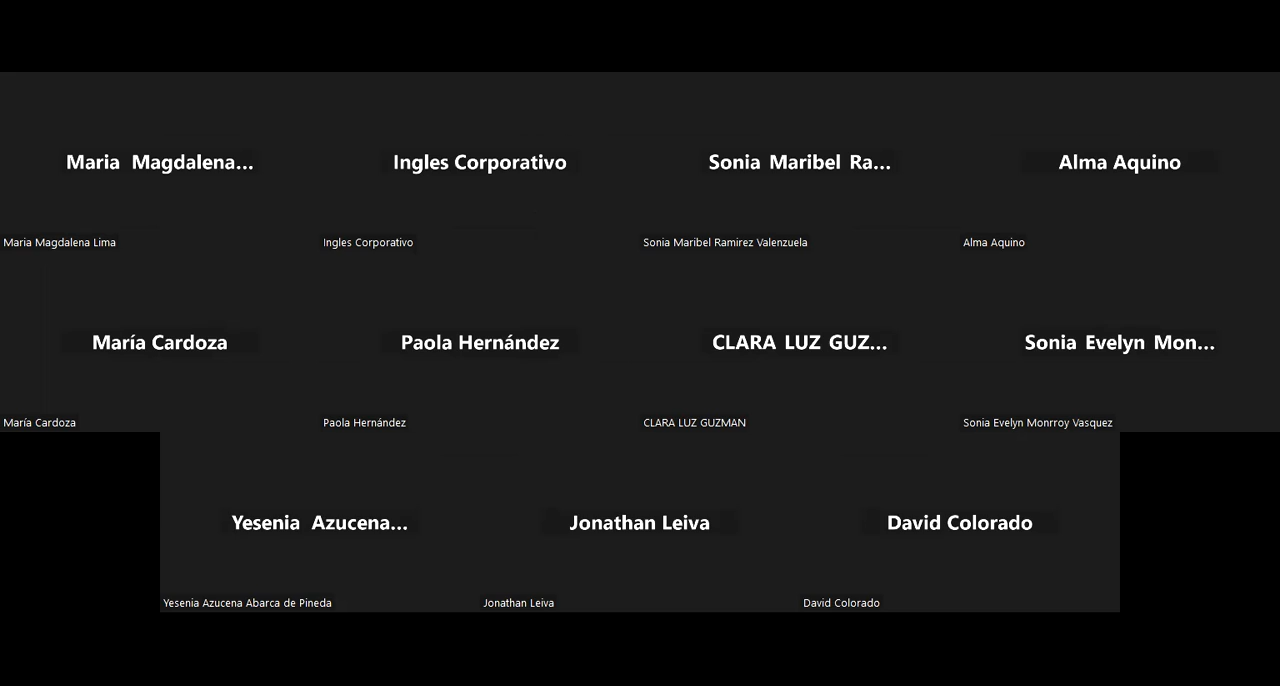 Maria Magdalena...
Ingles Corporativo
Sonia Maribel Ra...
Alma Aquino
Maria Magdalena Lima
Ingles Corporativo
Sonia Maribel Ramirez Valenzuela
Alma Aquino
María Cardoza
Paola Hernández
CLARA LUZ GUZ...
Sonia Evelyn Mon...
María Cardoza
Paola Hernández
CLARA LUZ GUZMAN
Sonia Evelyn Monrroy Vasquez
Yesenia Azucena...
Jonathan Leiva
David Colorado
Yesenia Azucena Abarca de Pineda
Jonathan Leiva
David Colorado